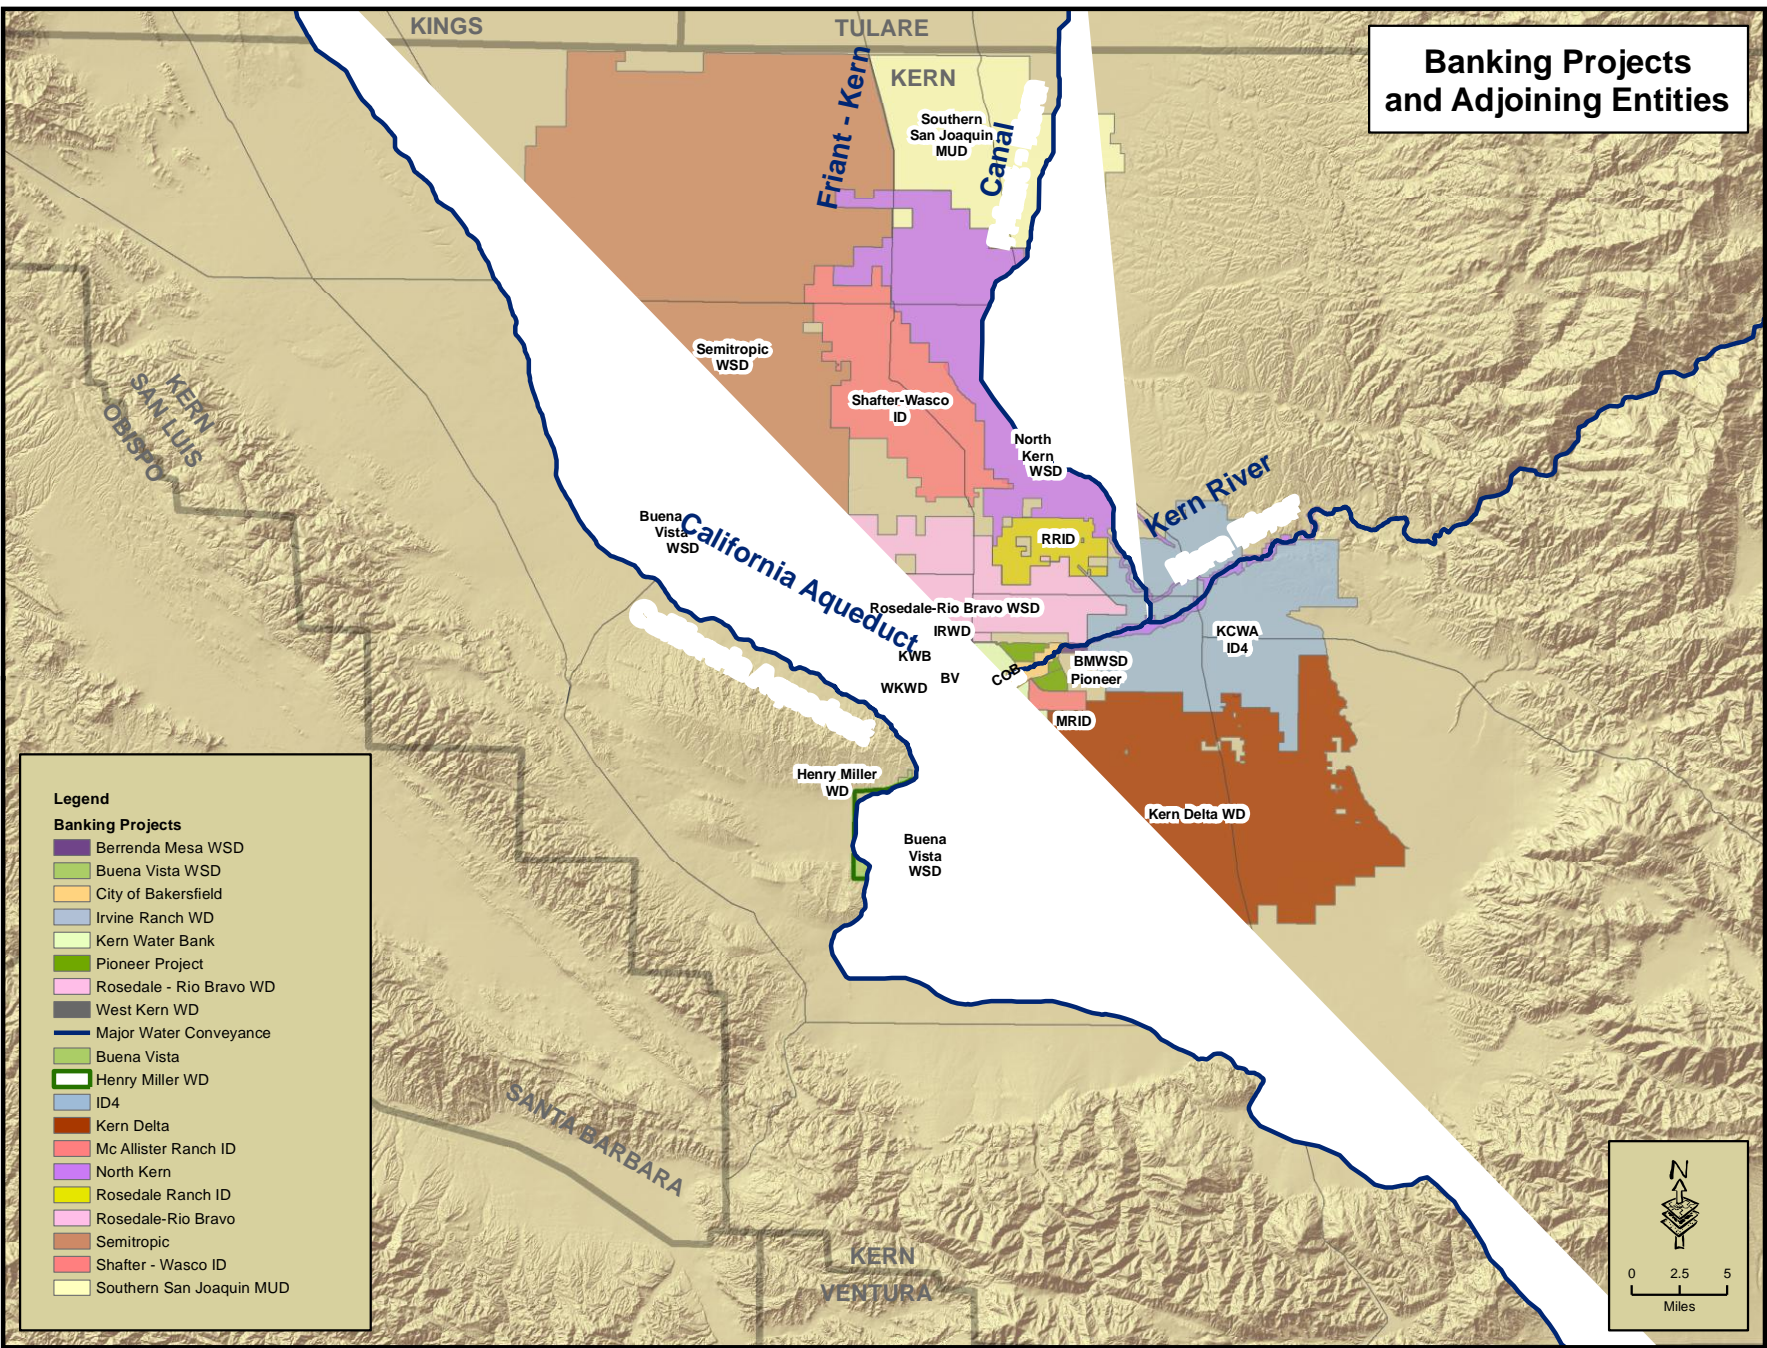 KINGS
TULARE
KERN
Banking Projects
and Adjoining Entities
Friant - Kern
Canal
Southern
San Joaquin
MUD
Semitropic
WSD
Shafter-Wasco
ID
North
Kern
WSD
KERN
SAN LUIS
OBISPO
Kern River
Buena
Vista
WSD
California Aqueduct
RRID
Rosedale-Rio Bravo WSD
IRWD
KWB
BV
WKWD
COB
BMWSD
Pioneer
KCWA
ID4
MRID
Henry Miller
WD
Buena
Vista
WSD
Kern Delta WD
Legend
Banking Projects
Berrenda Mesa WSD
Buena Vista WSD
City of Bakersfield
Irvine Ranch WD
Kern Water Bank
Pioneer Project
Rosedale - Rio Bravo WD
West Kern WD
Major Water Conveyance
Buena Vista
Henry Miller WD
ID4
Kern Delta
Mc Allister Ranch ID
North Kern
Rosedale Ranch ID
Rosedale-Rio Bravo
Semitropic
Shafter - Wasco ID
Southern San Joaquin MUD
SANTA BARBARA
KERN
VENTURA
N
0 2.5 5
Miles